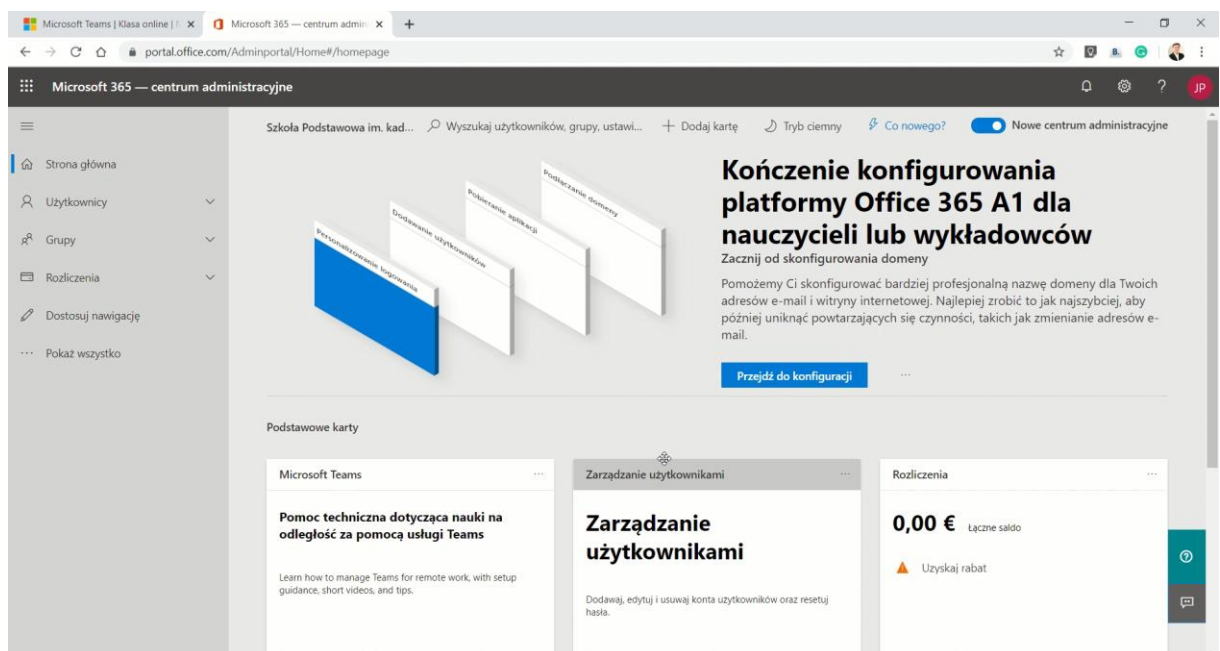 Microsoft Teams | Klasa online |
Microsoft 365 — centrum admin
portal.office.com/Adminportal/Home#/homepage
Microsoft 365 — centrum administracyjne
JP
Szkoła Podstawowa im. kad...
Wyszukaj użytkowników, grupy, ustawi...
Dodaj kartę
Tryb ciemny
Co nowego?
Nowe centrum administracyjne
Strona główna
Użytkownicy
Grupy
Rozliczenia
Dostosuj nawigację
Pokaż wszystko
Personalizowanie logowania
Dodawanie użytkowników
Pobieranie aplikacji
Podłączanie domeny
Kończenie konfigurowania
platformy Office 365 A1 dla
nauczycieli lub wykładowców
Zacznij od skonfigurowania domeny
Pomożemy Ci skonfigurować bardziej profesjonalną nazwę domeny dla Twoich
adresów e-mail i witryny internetowej. Najlepiej zrobić to jak najszybciej, aby
później uniknąć powtarzających się czynności, takich jak zmienianie adresów e-
mail.
Przejdź do konfiguracji
Podstawowe karty
Microsoft Teams
Pomoc techniczna dotycząca nauki na
odległość za pomocą usługi Teams
Learn how to manage Teams for remote work, with setup
guidance, short videos, and tips.
Zarządzanie użytkownikami
Zarządzanie
użytkownikami
Dodawaj, edytuj i usuwaj konta użytkowników oraz resetuj
hasła.
Rozliczenia
0,00 € Łączne saldo
Uzyskaj rabat